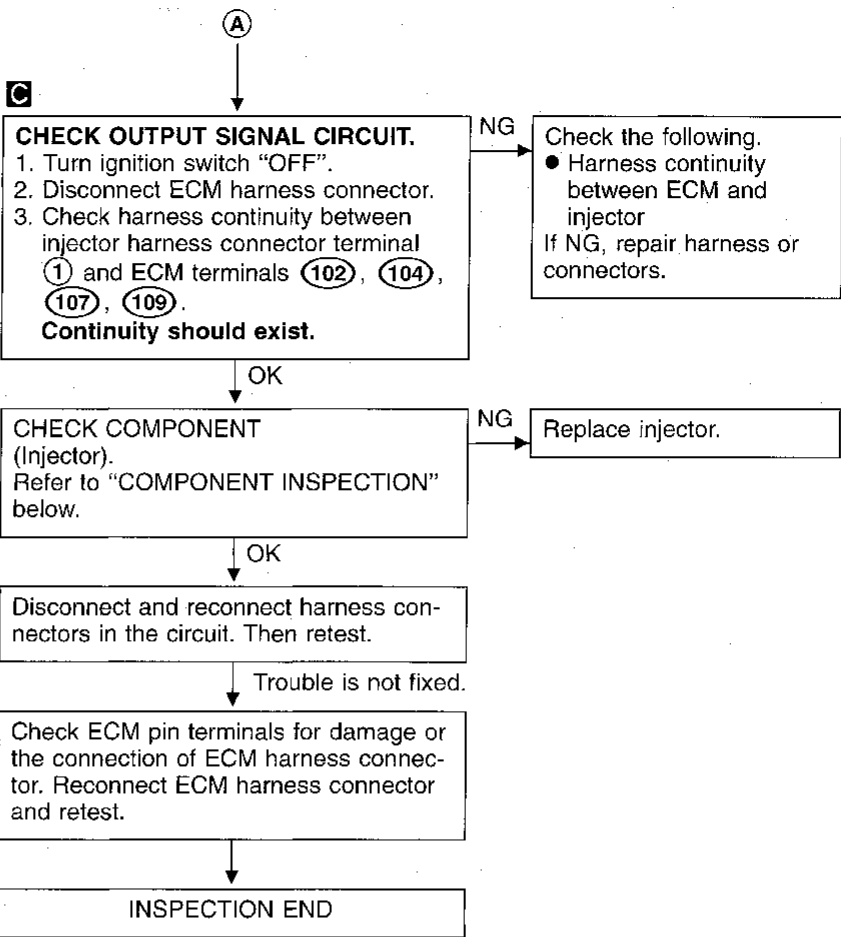 A
C
CHECK OUTPUT SIGNAL CIRCUIT.
1. Turn ignition switch “OFF”.
2. Disconnect ECM harness connector.
3. Check harness continuity between
injector harness connector terminal
1 and ECM terminals 102, 104,
107, 109.
Continuity should exist.
NG
Check the following.
● Harness continuity
between ECM and
injector
If NG, repair harness or
connectors.
OK
CHECK COMPONENT
(Injector).
Refer to “COMPONENT INSPECTION”
below.
NG
Replace injector.
OK
Disconnect and reconnect harness con-
nectors in the circuit. Then retest.
Trouble is not fixed.
Check ECM pin terminals for damage or
the connection of ECM harness connec-
tor. Reconnect ECM harness connector
and retest.
INSPECTION END